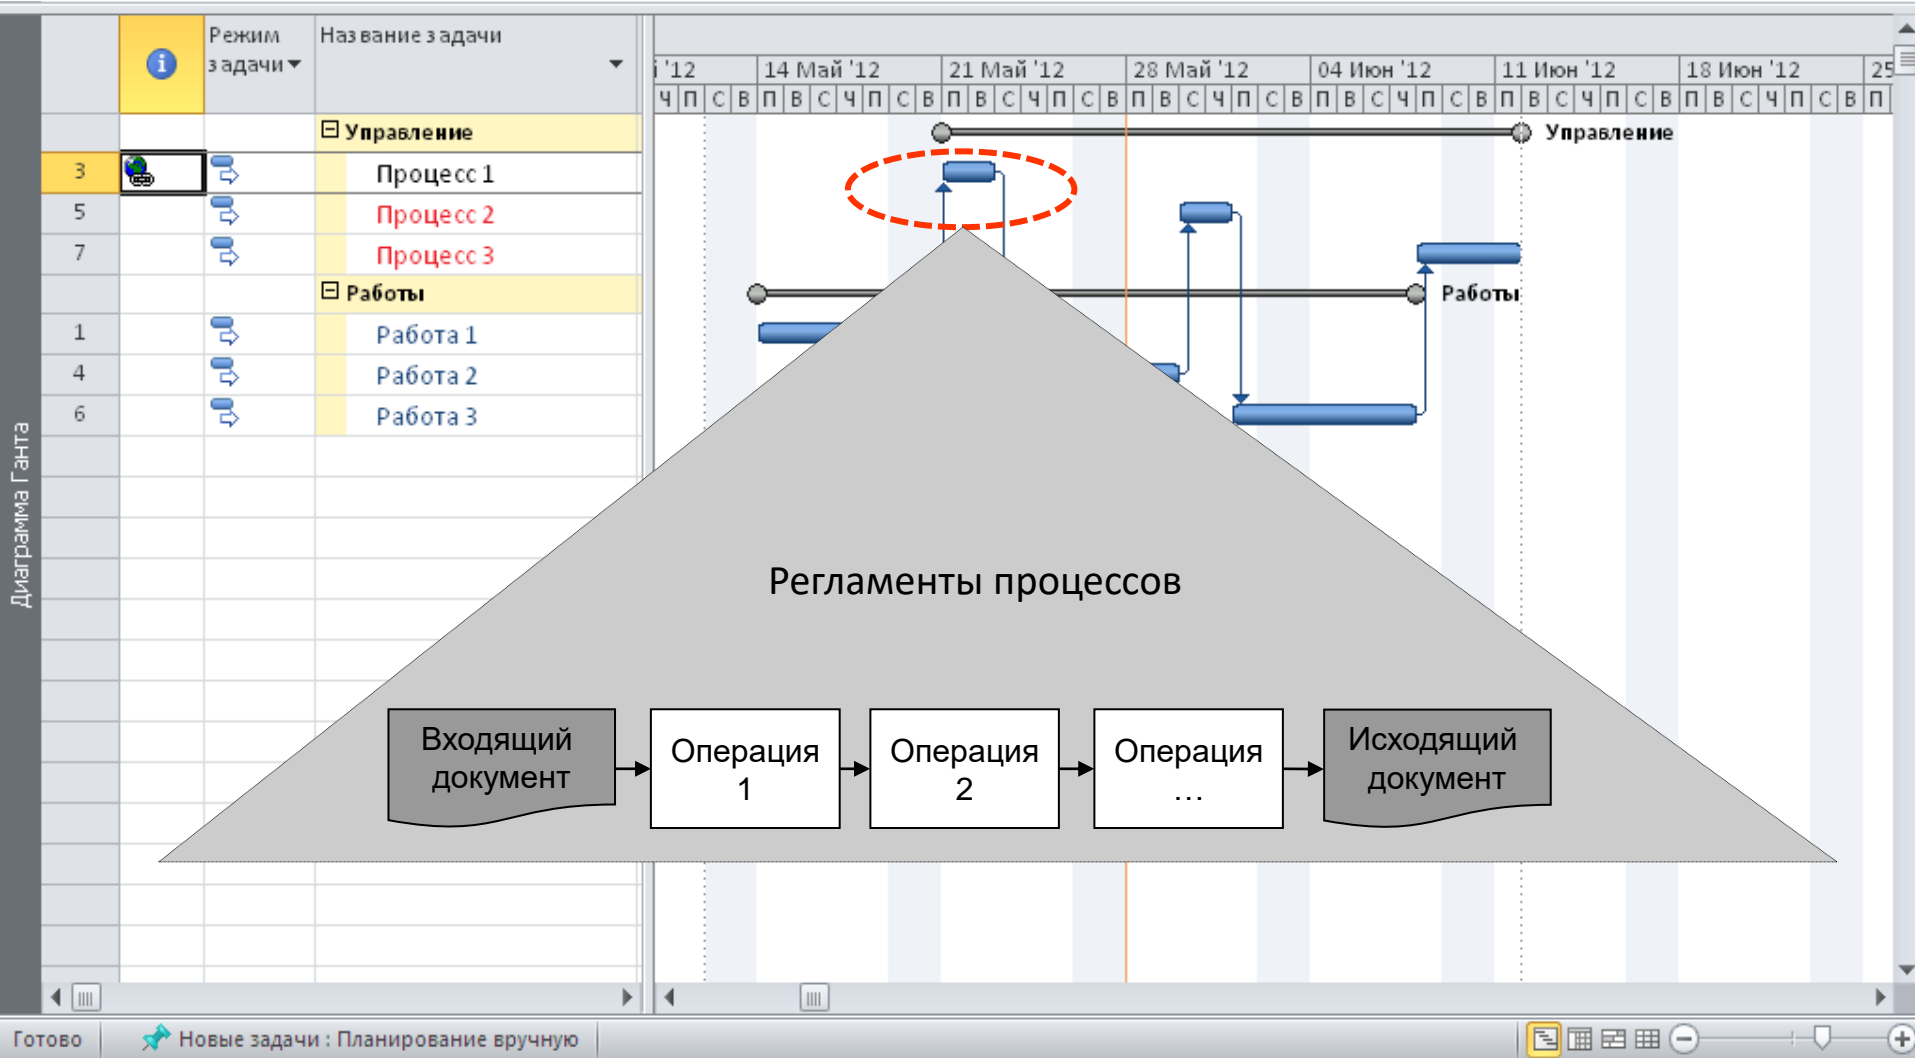 Режим
задачи
Название задачи
і '12
14 Май '12
21 Май '12
28 Май '12
04 Июн '12
11 Июн '12
18 Июн '12
25
Ч П С В П В С Ч П С В П В С Ч П С В П В С Ч П С В П В С Ч П С В П В С Ч П С В П В С Ч П С В П
Управление
Управление
3
Процесс 1
5
Процесс 2
7
Процесс 3
Работы
Работы
1
Работа 1
4
Работа 2
6
Работа 3
Диаграмма Ганта
Регламенты процессов
Входящий
документ
Операция
1
Операция
2
Операция
...
Исходящий
документ
Готово
Новые задачи : Планирование вручную